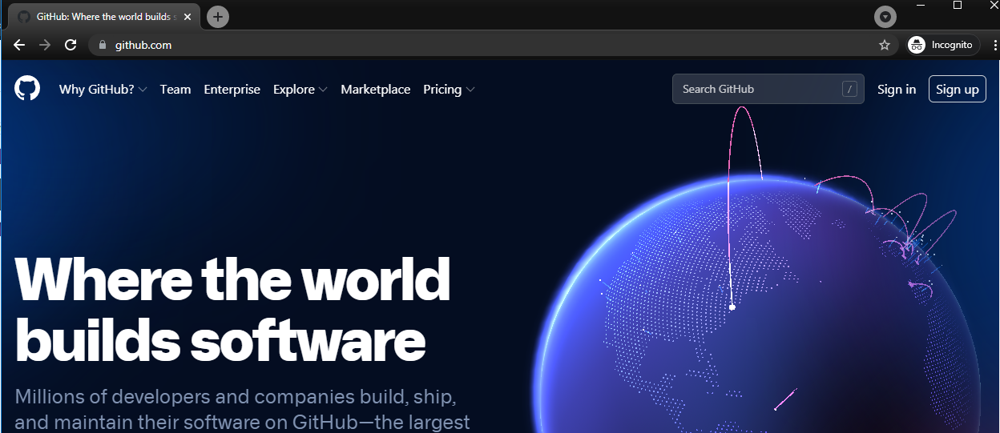 GitHub: Where the world builds s
github.com
Incognito
Why GitHub? Team Enterprise Explore Marketplace Pricing Search GitHub / Sign in Sign up
Where the world
builds software
Millions of developers and companies build, ship,
and maintain their software on GitHub—the largest